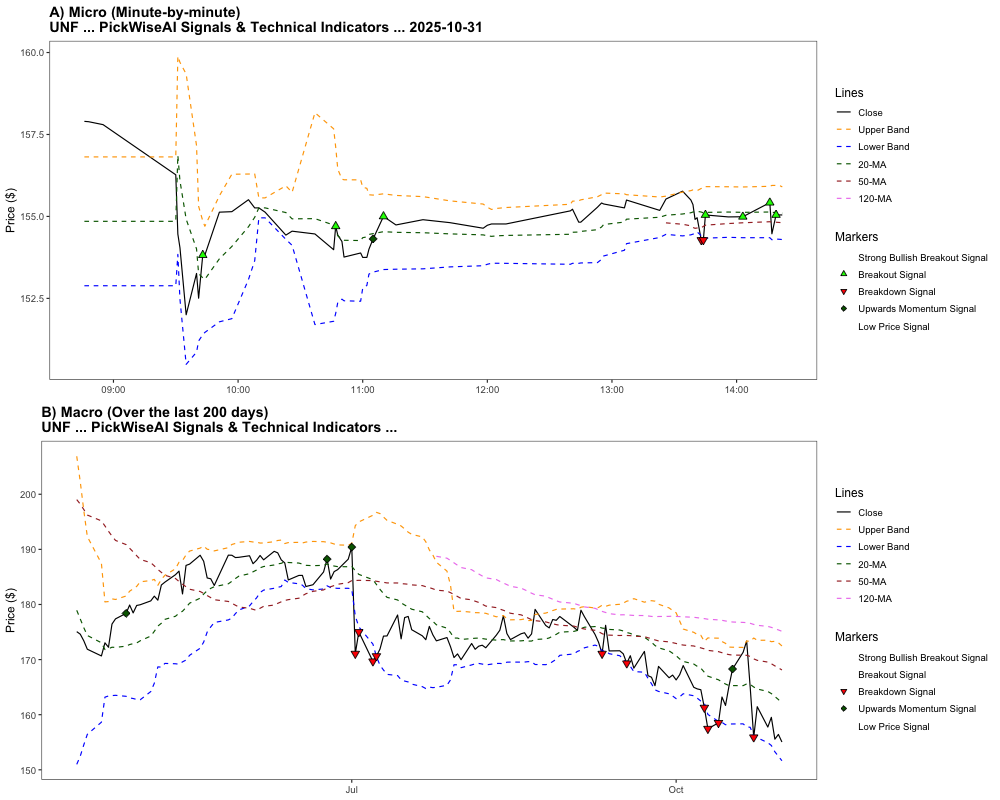 A) Micro (Minute-by-minute)
UNF ... PickWiseAI Signals & Technical Indicators ... 2025-10-31
160.0
157.5
155.0
152.5
Price ($)
09:00
10:00
11:00
12:00
13:00
14:00
Lines
Close
Upper Band
Lower Band
20-MA
50-MA
120-MA
Markers
Strong Bullish Breakout Signal
Breakout Signal
Breakdown Signal
Upwards Momentum Signal
Low Price Signal
B) Macro (Over the last 200 days)
UNF ... PickWiseAI Signals & Technical Indicators ...
200
190
180
170
160
150
Price ($)
Jul
Oct
Lines
Close
Upper Band
Lower Band
20-MA
50-MA
120-MA
Markers
Strong Bullish Breakout Signal
Breakout Signal
Breakdown Signal
Upwards Momentum Signal
Low Price Signal